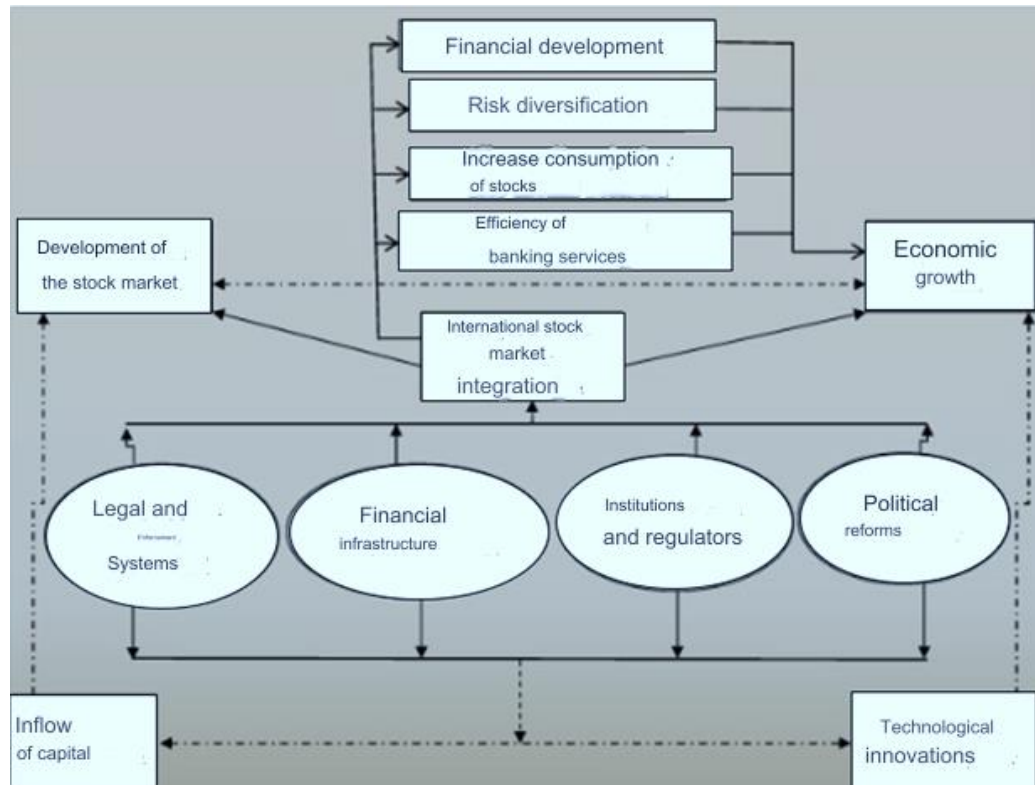 Financial development
Risk diversification
Increase consumption
of stocks
Efficiency of
banking services
Development of
the stock market
Economic
growth
International stock
market
integration
Legal and
Enforcement
Systems
Financial
infrastructure
Institutions
and regulators
Political
reforms
Inflow
of capital
Technological
innovations